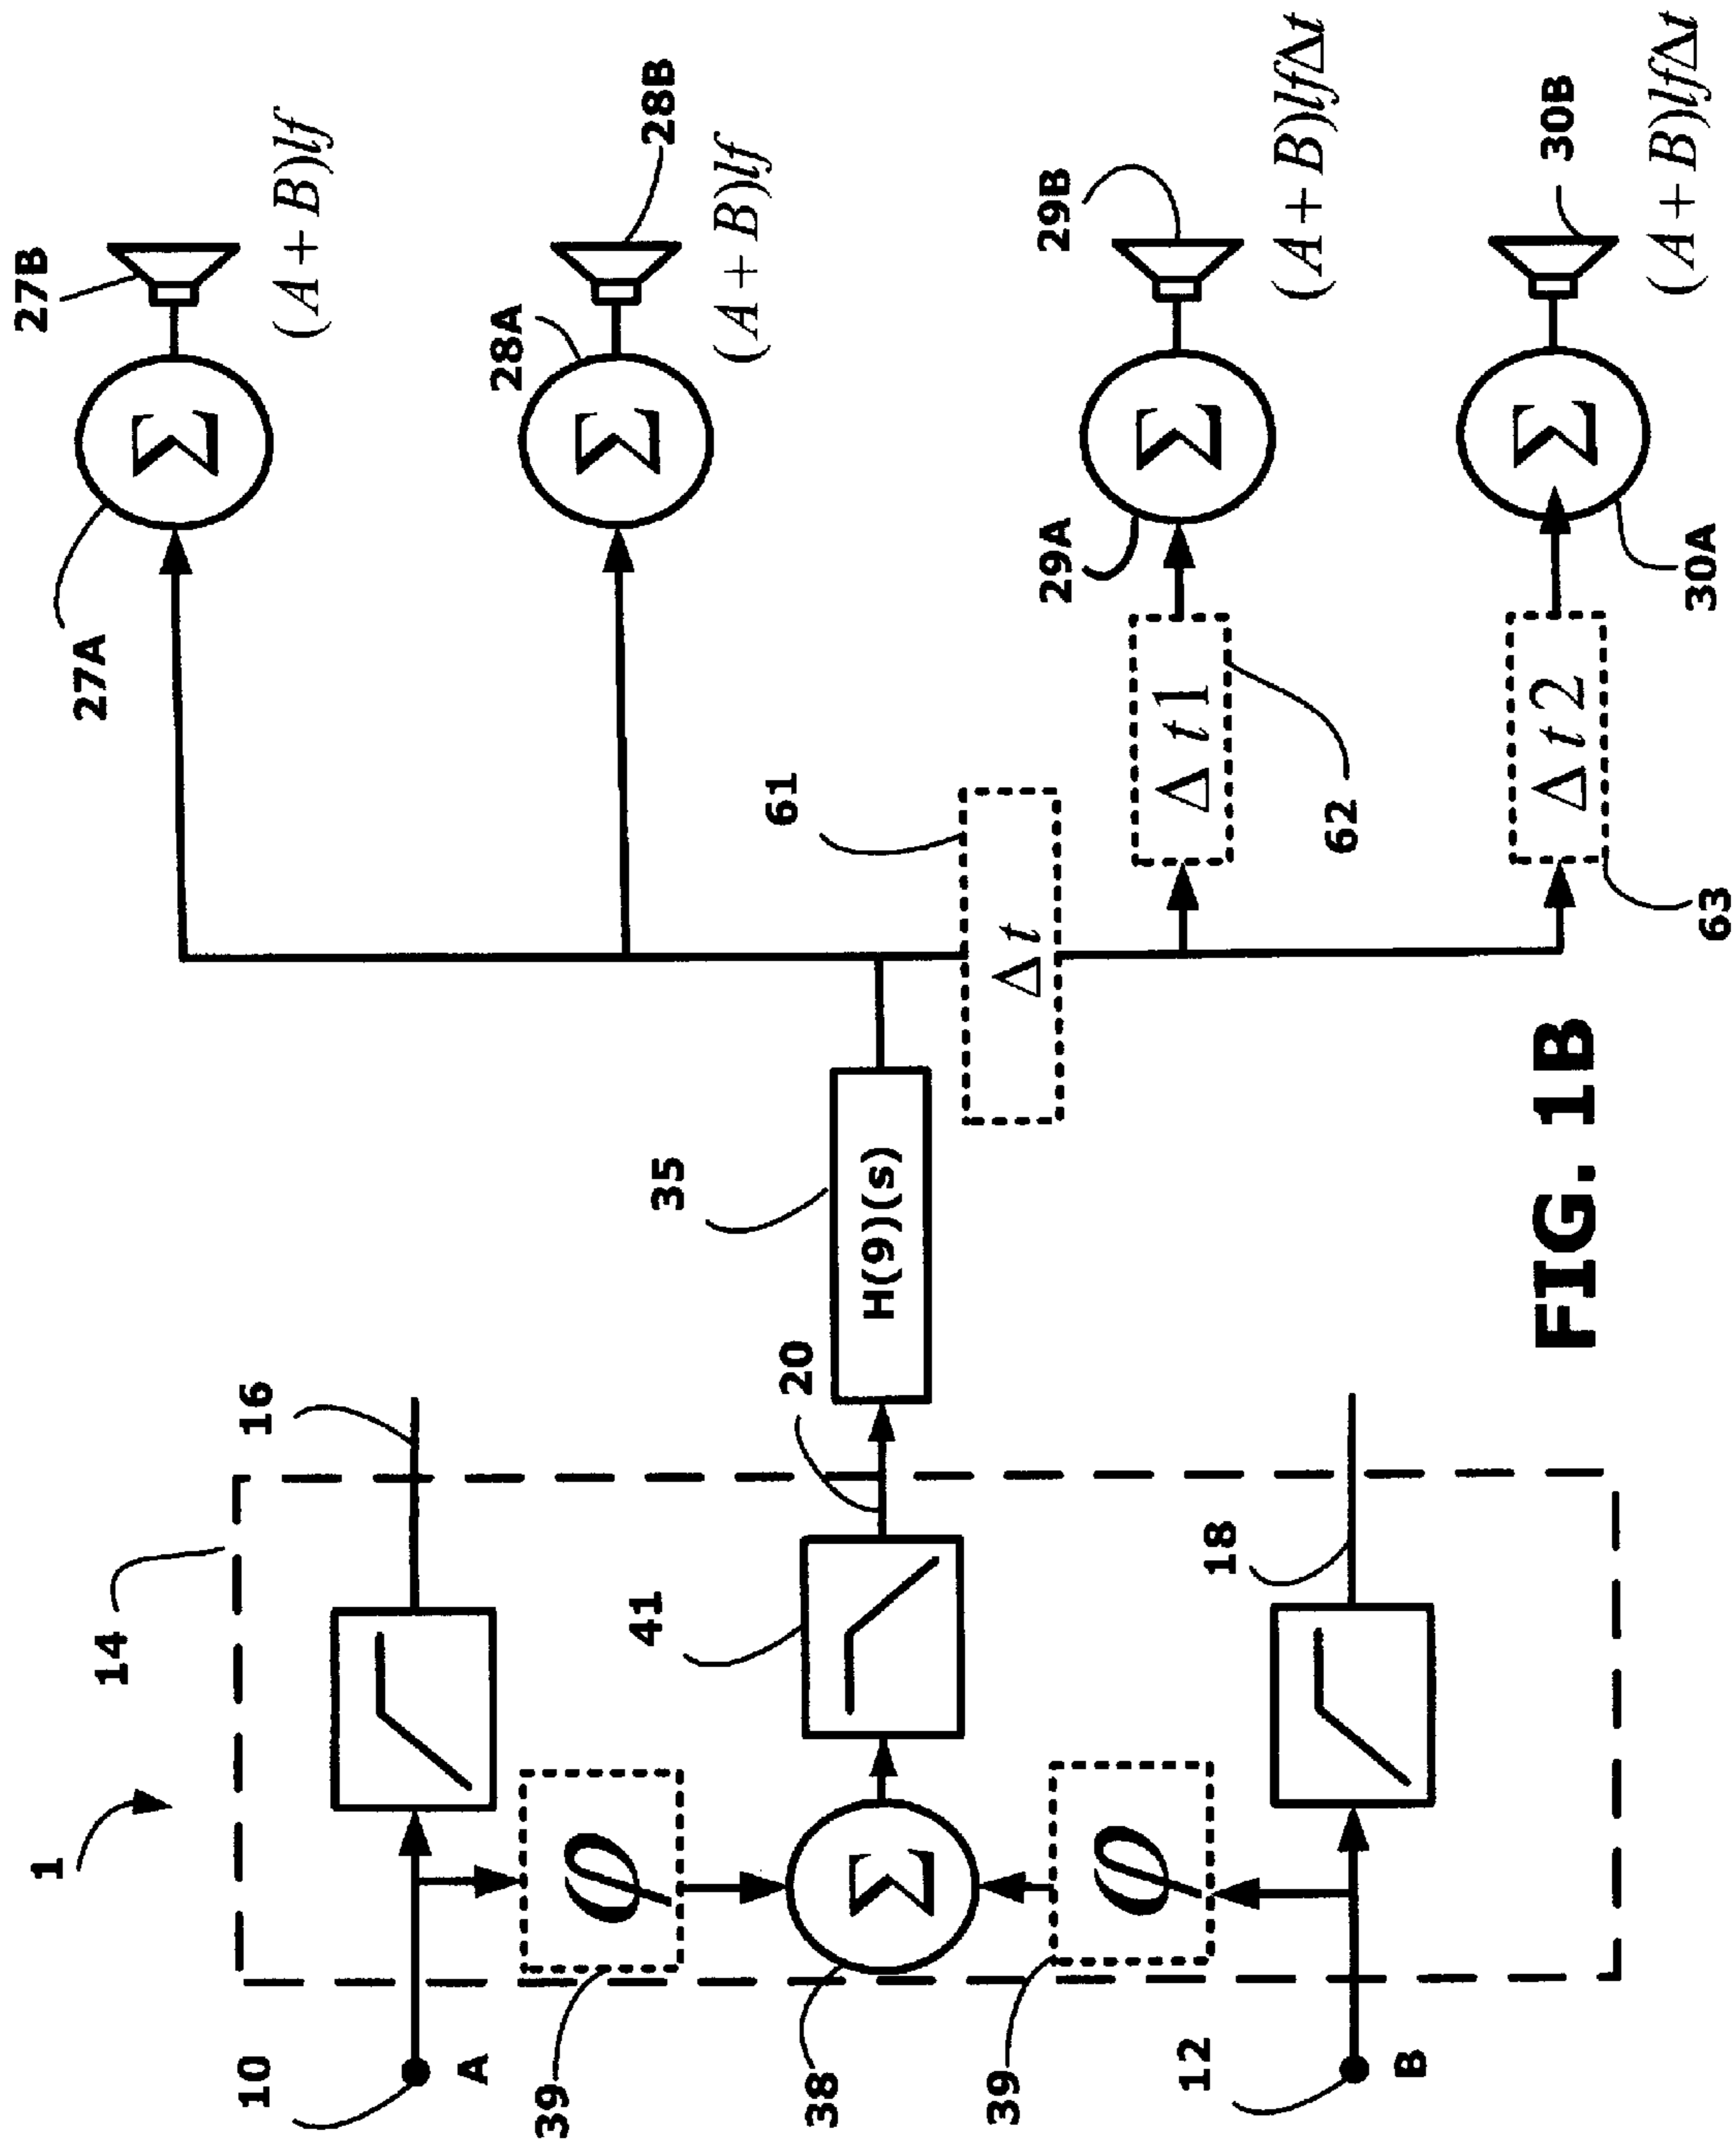 1
14
10
A
16
39
φ
38
Σ
41
20
39
φ
12
B
18
35
H(9)(s)
61
Δt
27A
Σ
27B
(A+B)lf
28A
Σ
28B
(A+B)lf
Δt1
62
29A
Σ
29B
(A+B)lfΔt
Δt2
63
30A
Σ
30B
(A+B)lfΔt
FIG. 1B